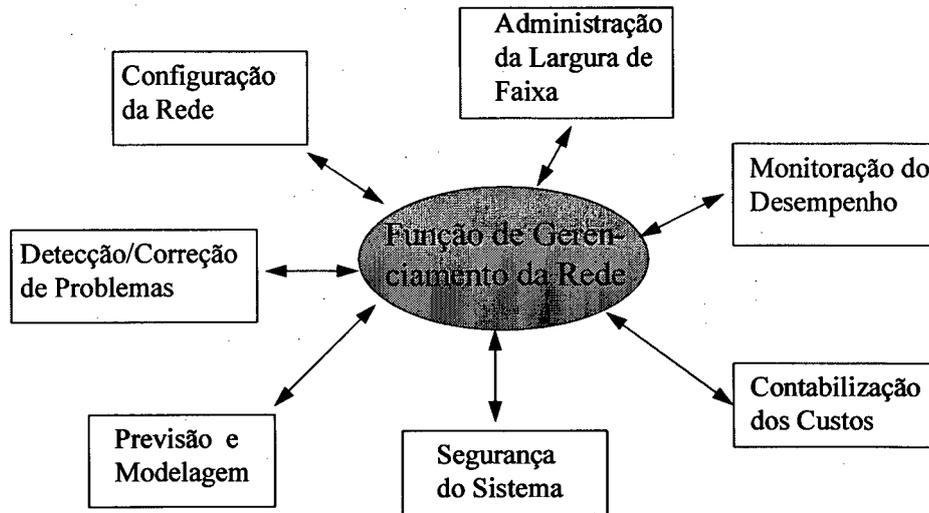 Administração
da Largura de
Faixa
Configuração
da Rede
Monitoração do
Desempenho
Função de Geren-
ciamento da Rede
Detecção/Correção
de Problemas
Contabilização
dos Custos
Previsão e
Modelagem
Segurança
do Sistema